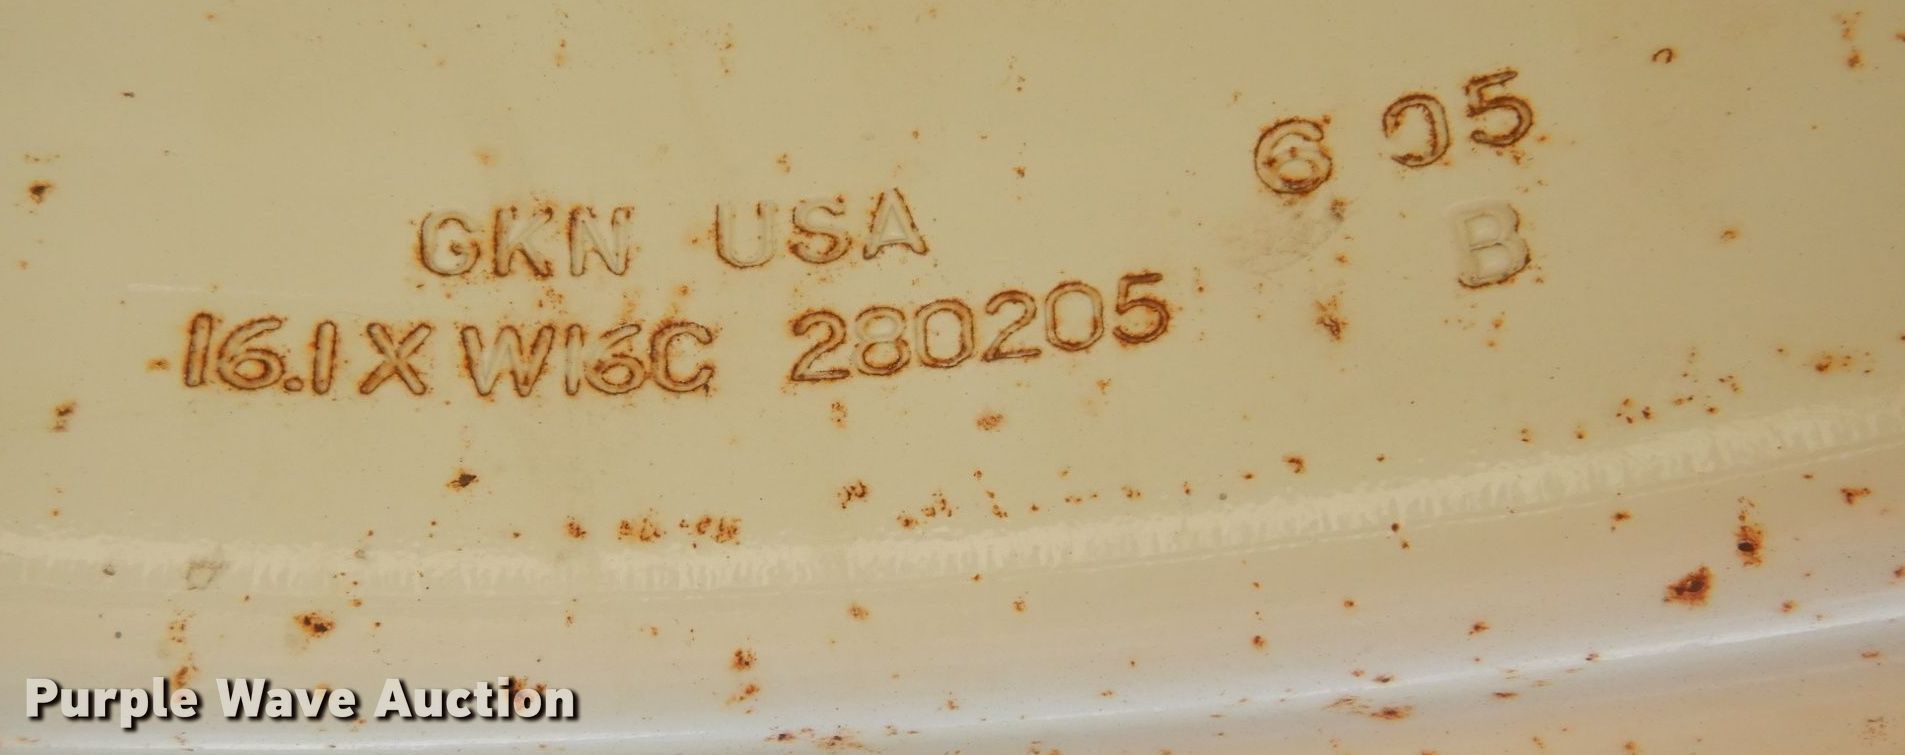 6 05
GKN USA
B
16.1 X W16C 280205
Purple Wave Auction